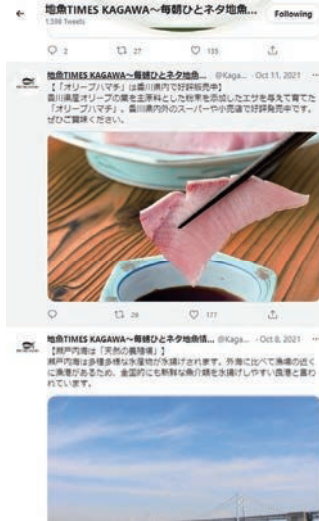 地魚TIMES KAGAWA~毎朝ひとネタ地魚...
1,598 Tweets
Following
2 27 135
地魚TIMES KAGAWA~毎朝ひとネタ地魚... @Kaga... · Oct 11, 2021 ...
【「オリーブハマチ」は香川県内で好評販売中】
香川県産オリーブの葉を主原料とした粉末を添加したエサを与えて育てた
「オリーブハマチ」。香川県内外のスーパーや小売店で好評発売中です。
ぜひご賞味ください。
28 177
地魚TIMES KAGAWA~毎朝ひとネタ地魚情... @Kaga... · Oct 8, 2021 ...
【瀬戸内海は「天然の養殖場」】
瀬戸内海は多種多様な水産物が水揚げされます。外海に比べて漁場の近く
に漁港があるため、全国的にも新鮮な魚介類を水揚げしやすい良港と言わ
れています。